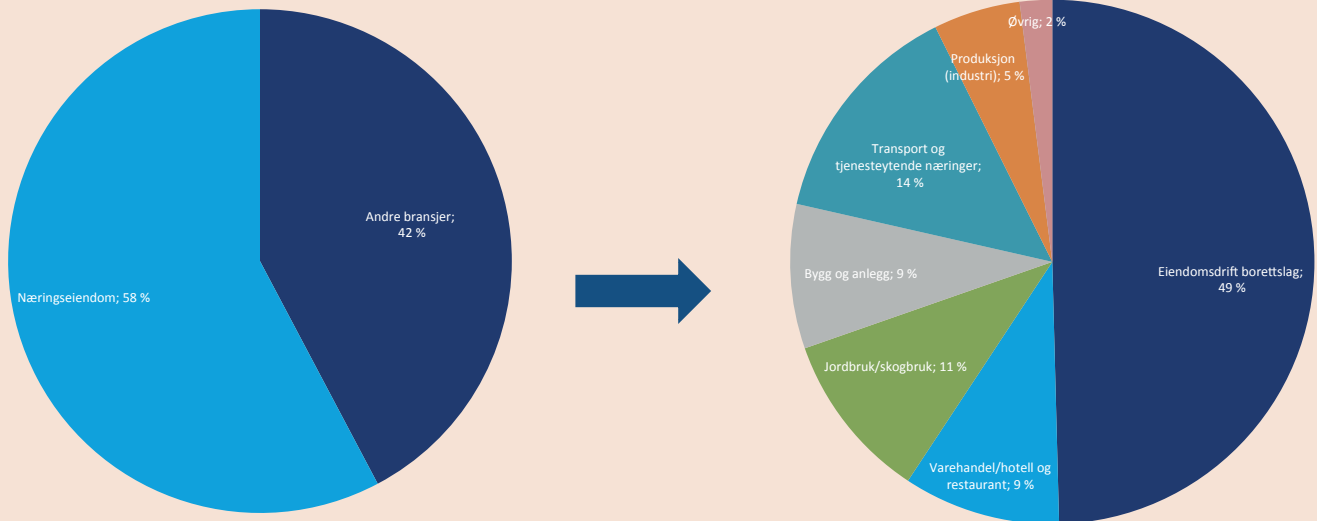 Andre bransjer;
42 %
Næringseiendom; 58 %
Øvrig; 2 %
Produksjon
(industri); 5 %
Transport og
tjenesteytende næringer;
14 %
Bygg og anlegg; 9 %
Eiendomsdrift borettslag;
49 %
Jordbruk/skogbruk; 11 %
Varehandel/hotell og
restaurant; 9 %